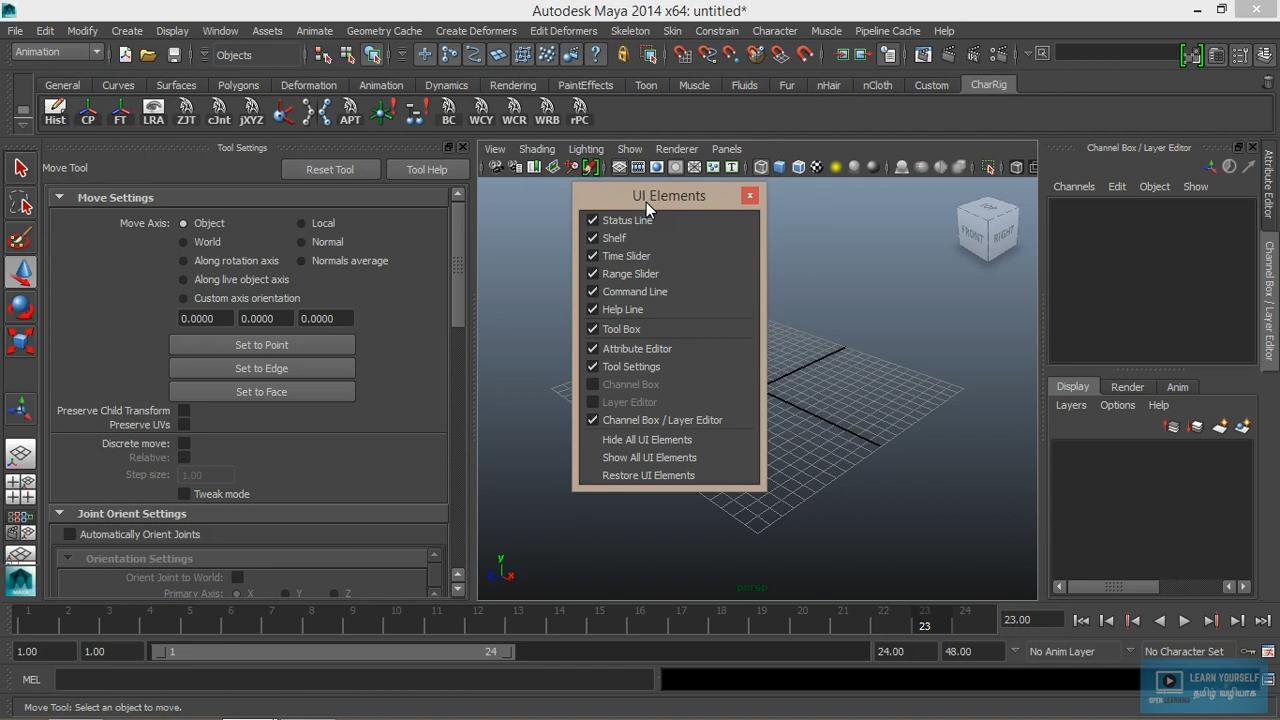 Autodesk Maya 2014 x64: untitled*
File Edit Modify Create Display Window Assets Animate Geometry Cache Create Deformers Edit Deformers Skeleton Skin Constrain Character Muscle Pipeline Cache Help
Animation Objects
General Curves Surfaces Polygons Deformation Animation Dynamics Rendering PaintEffects Toon Muscle Fluids Fur nHair nCloth Custom CharRig
Hist CP FT LRA ZJT cJnt jXYZ APT BC WCY WCR WRB rPC
Tool Settings
Move Tool Reset Tool Tool Help
Move Settings
Move Axis: Object Local
World Normal
Along rotation axis Normals average
Along live object axis
Custom axis orientation
0.0000 0.0000 0.0000
Set to Point
Set to Edge
Set to Face
Preserve Child Transform
Preserve UVs
Discrete move:
Relative:
Step size: 1.00
Tweak mode
Joint Orient Settings
Automatically Orient Joints
Orientation Settings
Orient Joint to World:
Primary Axis: X Y Z
View Shading Lighting Show Renderer Panels
UI Elements
Status Line
Shelf
Time Slider
Range Slider
Command Line
Help Line
Tool Box
Attribute Editor
Tool Settings
Channel Box
Layer Editor
Channel Box / Layer Editor
Hide All UI Elements
Show All UI Elements
Restore UI Elements
TOP
FRONT RIGHT
y
z x
persp
Channel Box / Layer Editor
Channels Edit Object Show
Display Render Anim
Layers Options Help
Attribute Editor
Channel Box / Layer Editor
1 2 3 4 5 6 7 8 9 10 11 12 13 14 15 16 17 18 19 20 21 22 23 24
23
23.00
1.00 1.00 1 24 24.00 48.00 No Anim Layer No Character Set
MEL
Move Tool: Select an object to move.
LEARN YOURSELF
தமிழ் வழியாக
OPEN LEARNING